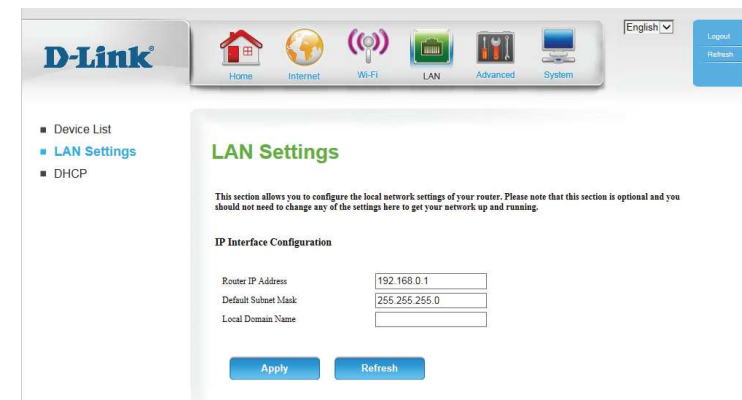 D-Link
Home Internet Wi-Fi LAN Advanced System
English
Logout
Refresh
Device List
LAN Settings
DHCP
LAN Settings
This section allows you to configure the local network settings of your router. Please note that this section is optional and you
should not need to change any of the settings here to get your network up and running.
IP Interface Configuration
Router IP Address 192.168.0.1
Default Subnet Mask 255.255.255.0
Local Domain Name
Apply Refresh